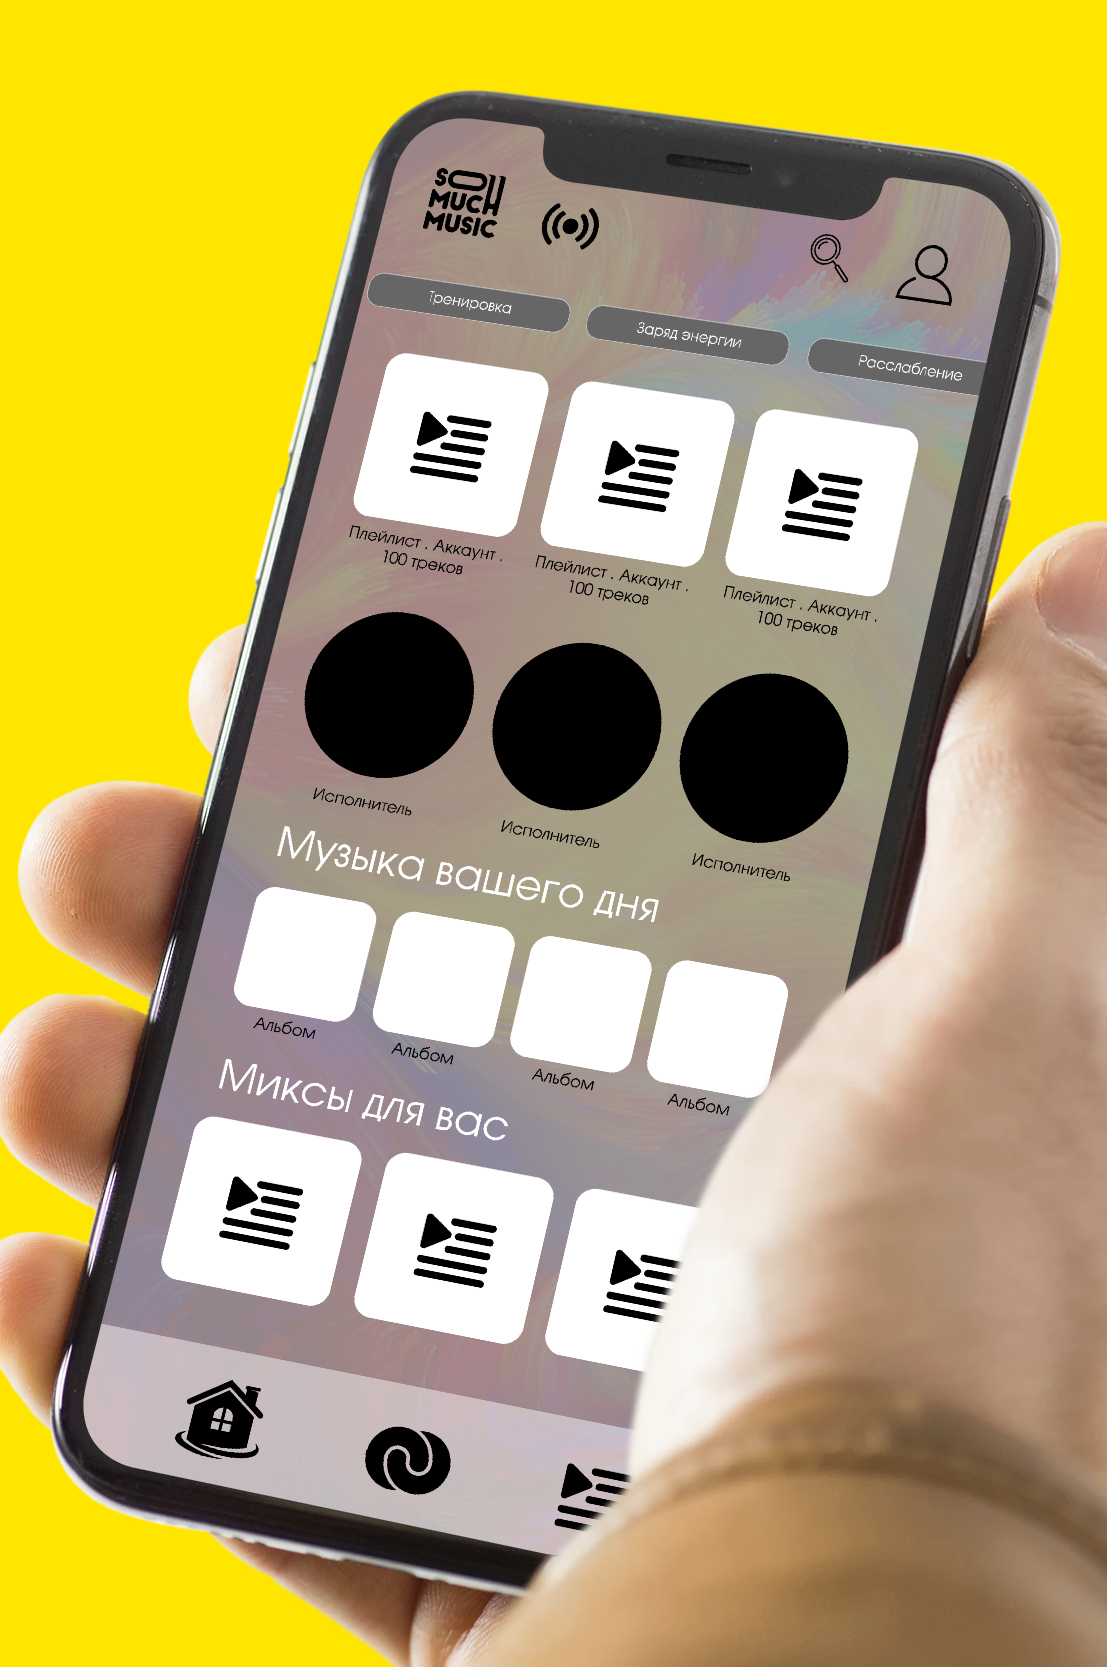 SO
MUCH
MUSIC
Тренировка
Заряд энергии
Расслабление
Плейлист . Аккаунт .
100 треков
Плейлист . Аккаунт .
100 треков
Плейлист . Аккаунт .
100 треков
Исполнитель
Исполнитель
Исполнитель
Музыка вашего дня
Альбом
Альбом
Альбом
Альбом
Миксы для вас